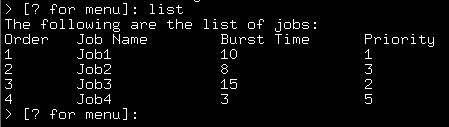 > [? for menu]: list
The following are the list of jobs:
Order Job Name Burst Time Priority
1 Job1 10 1
2 Job2 8 3
3 Job3 15 2
4 Job4 3 5
> [? for menu]: